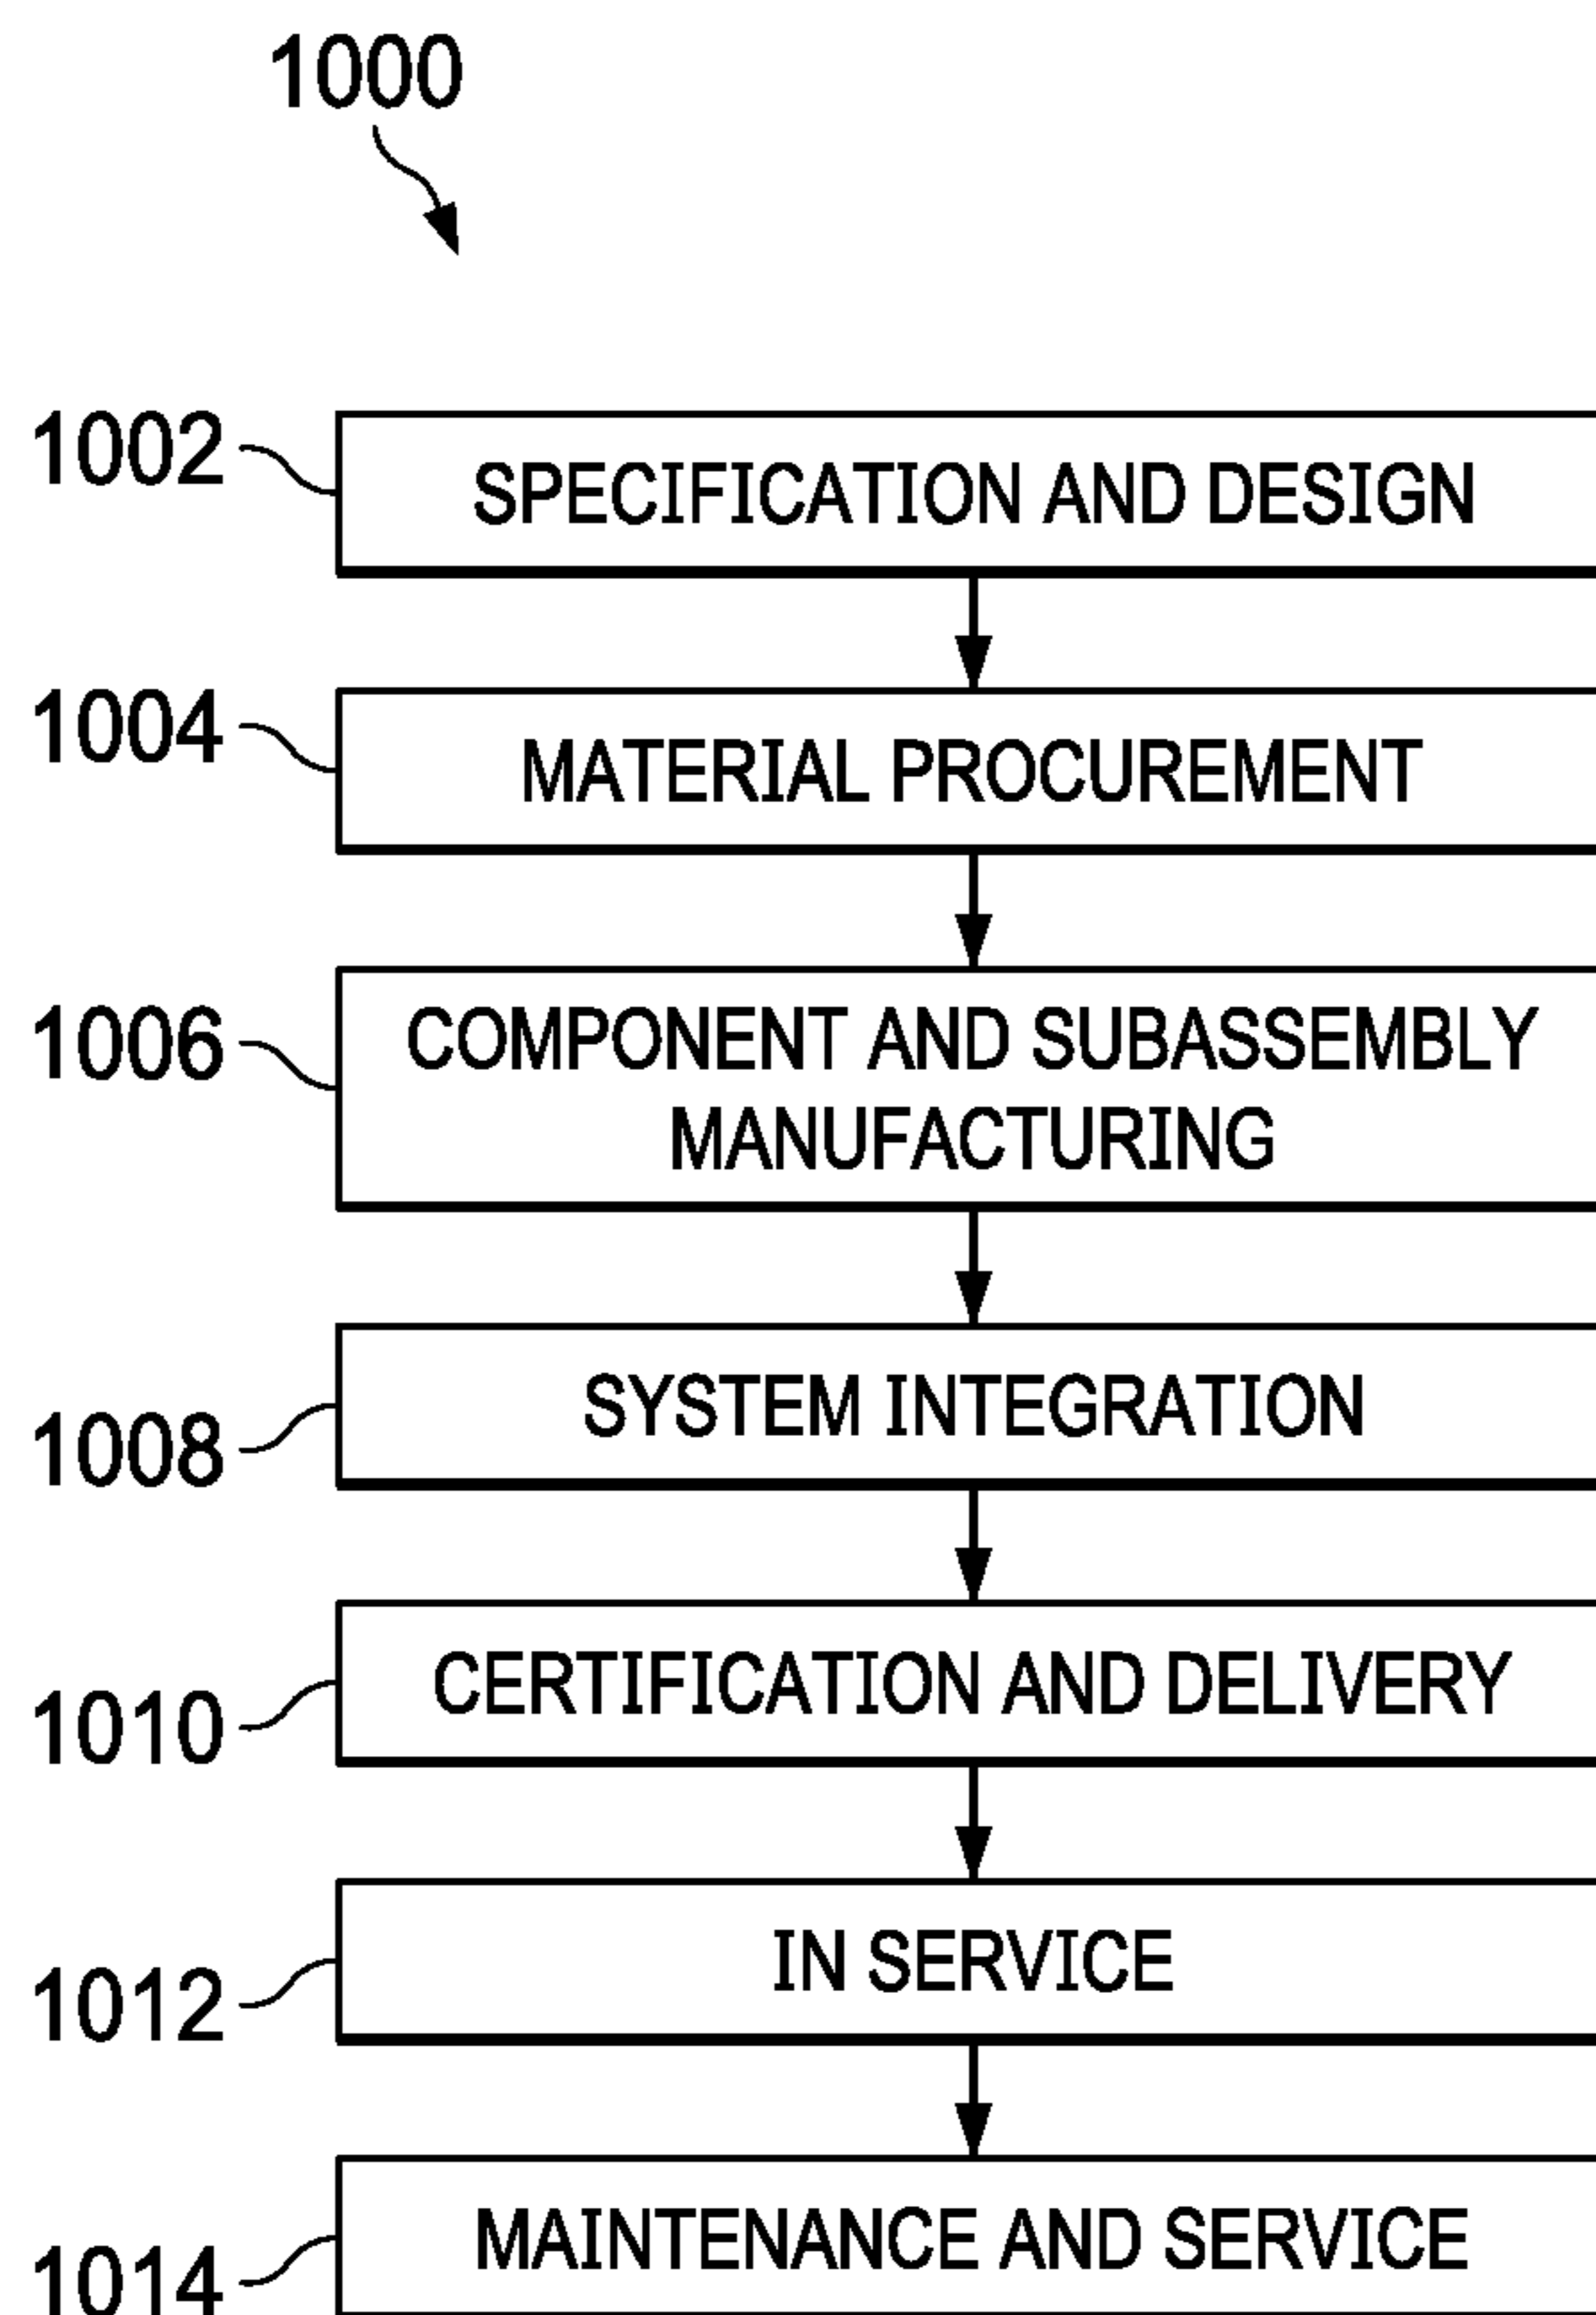 1000
1002
SPECIFICATION AND DESIGN
1004
MATERIAL PROCUREMENT
1006
COMPONENT AND SUBASSEMBLY
MANUFACTURING
1008
SYSTEM INTEGRATION
1010
CERTIFICATION AND DELIVERY
1012
IN SERVICE
1014
MAINTENANCE AND SERVICE